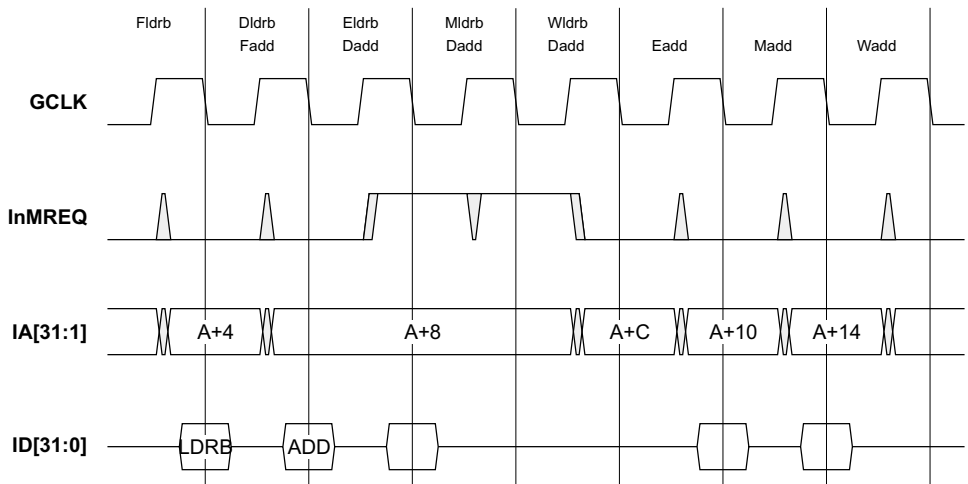 Fldrb Dldrb Eldrb Mldrb Wldrb
Fadd Dadd Dadd Dadd Eadd Madd Wadd
GCLK
InMREQ
IA[31:1] A+4 A+8 A+C A+10 A+14
ID[31:0] LDRB ADD